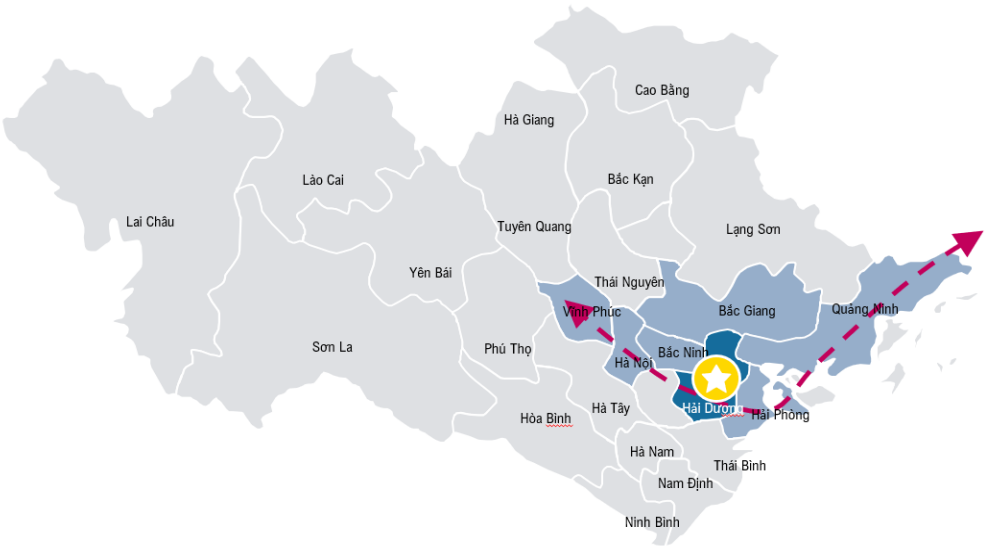 Cao Bằng
Hà Giang
Bắc Kạn
Lào Cai
Lai Châu
Tuyên Quang
Lạng Sơn
Yên Bái
Thái Nguyên
Vĩnh Phúc
Bắc Giang
Quảng Ninh
Sơn La
Phú Thọ
Bắc Ninh
Hà Nội
Hà Tây
Hải Dương
Hải Phòng
Hòa Bình
Hà Nam
Thái Bình
Nam Định
Ninh Bình